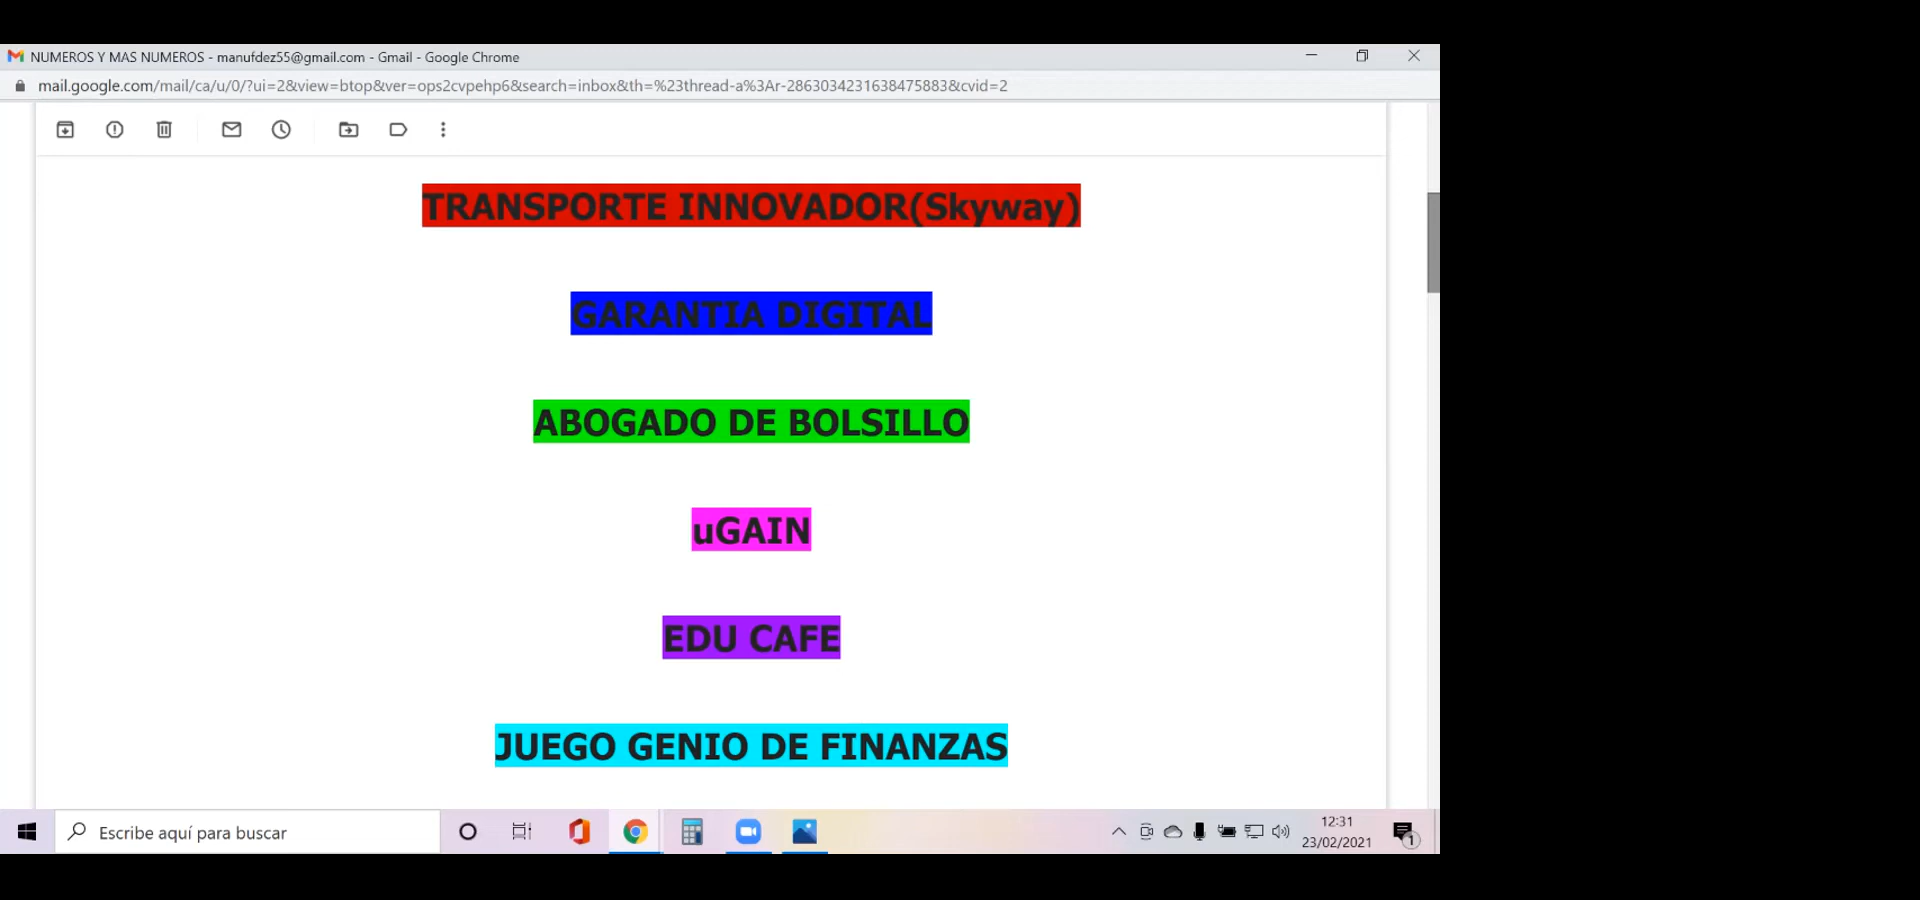 NUMEROS Y MAS NUMEROS - manufdez55@gmail.com - Gmail - Google Chrome
mail.google.com/mail/ca/u/0/?ui=2&view=btop&ver=ops2cvpehp6&search=inbox&th=%23thread-a%3Ar-2863034231638475883&cvid=2
TRANSPORTE INNOVADOR(Skyway)
GARANTIA DIGITAL
ABOGADO DE BOLSILLO
uGAIN
EDU CAFE
JUEGO GENIO DE FINANZAS
Escribe aquí para buscar
12:31
23/02/2021
1